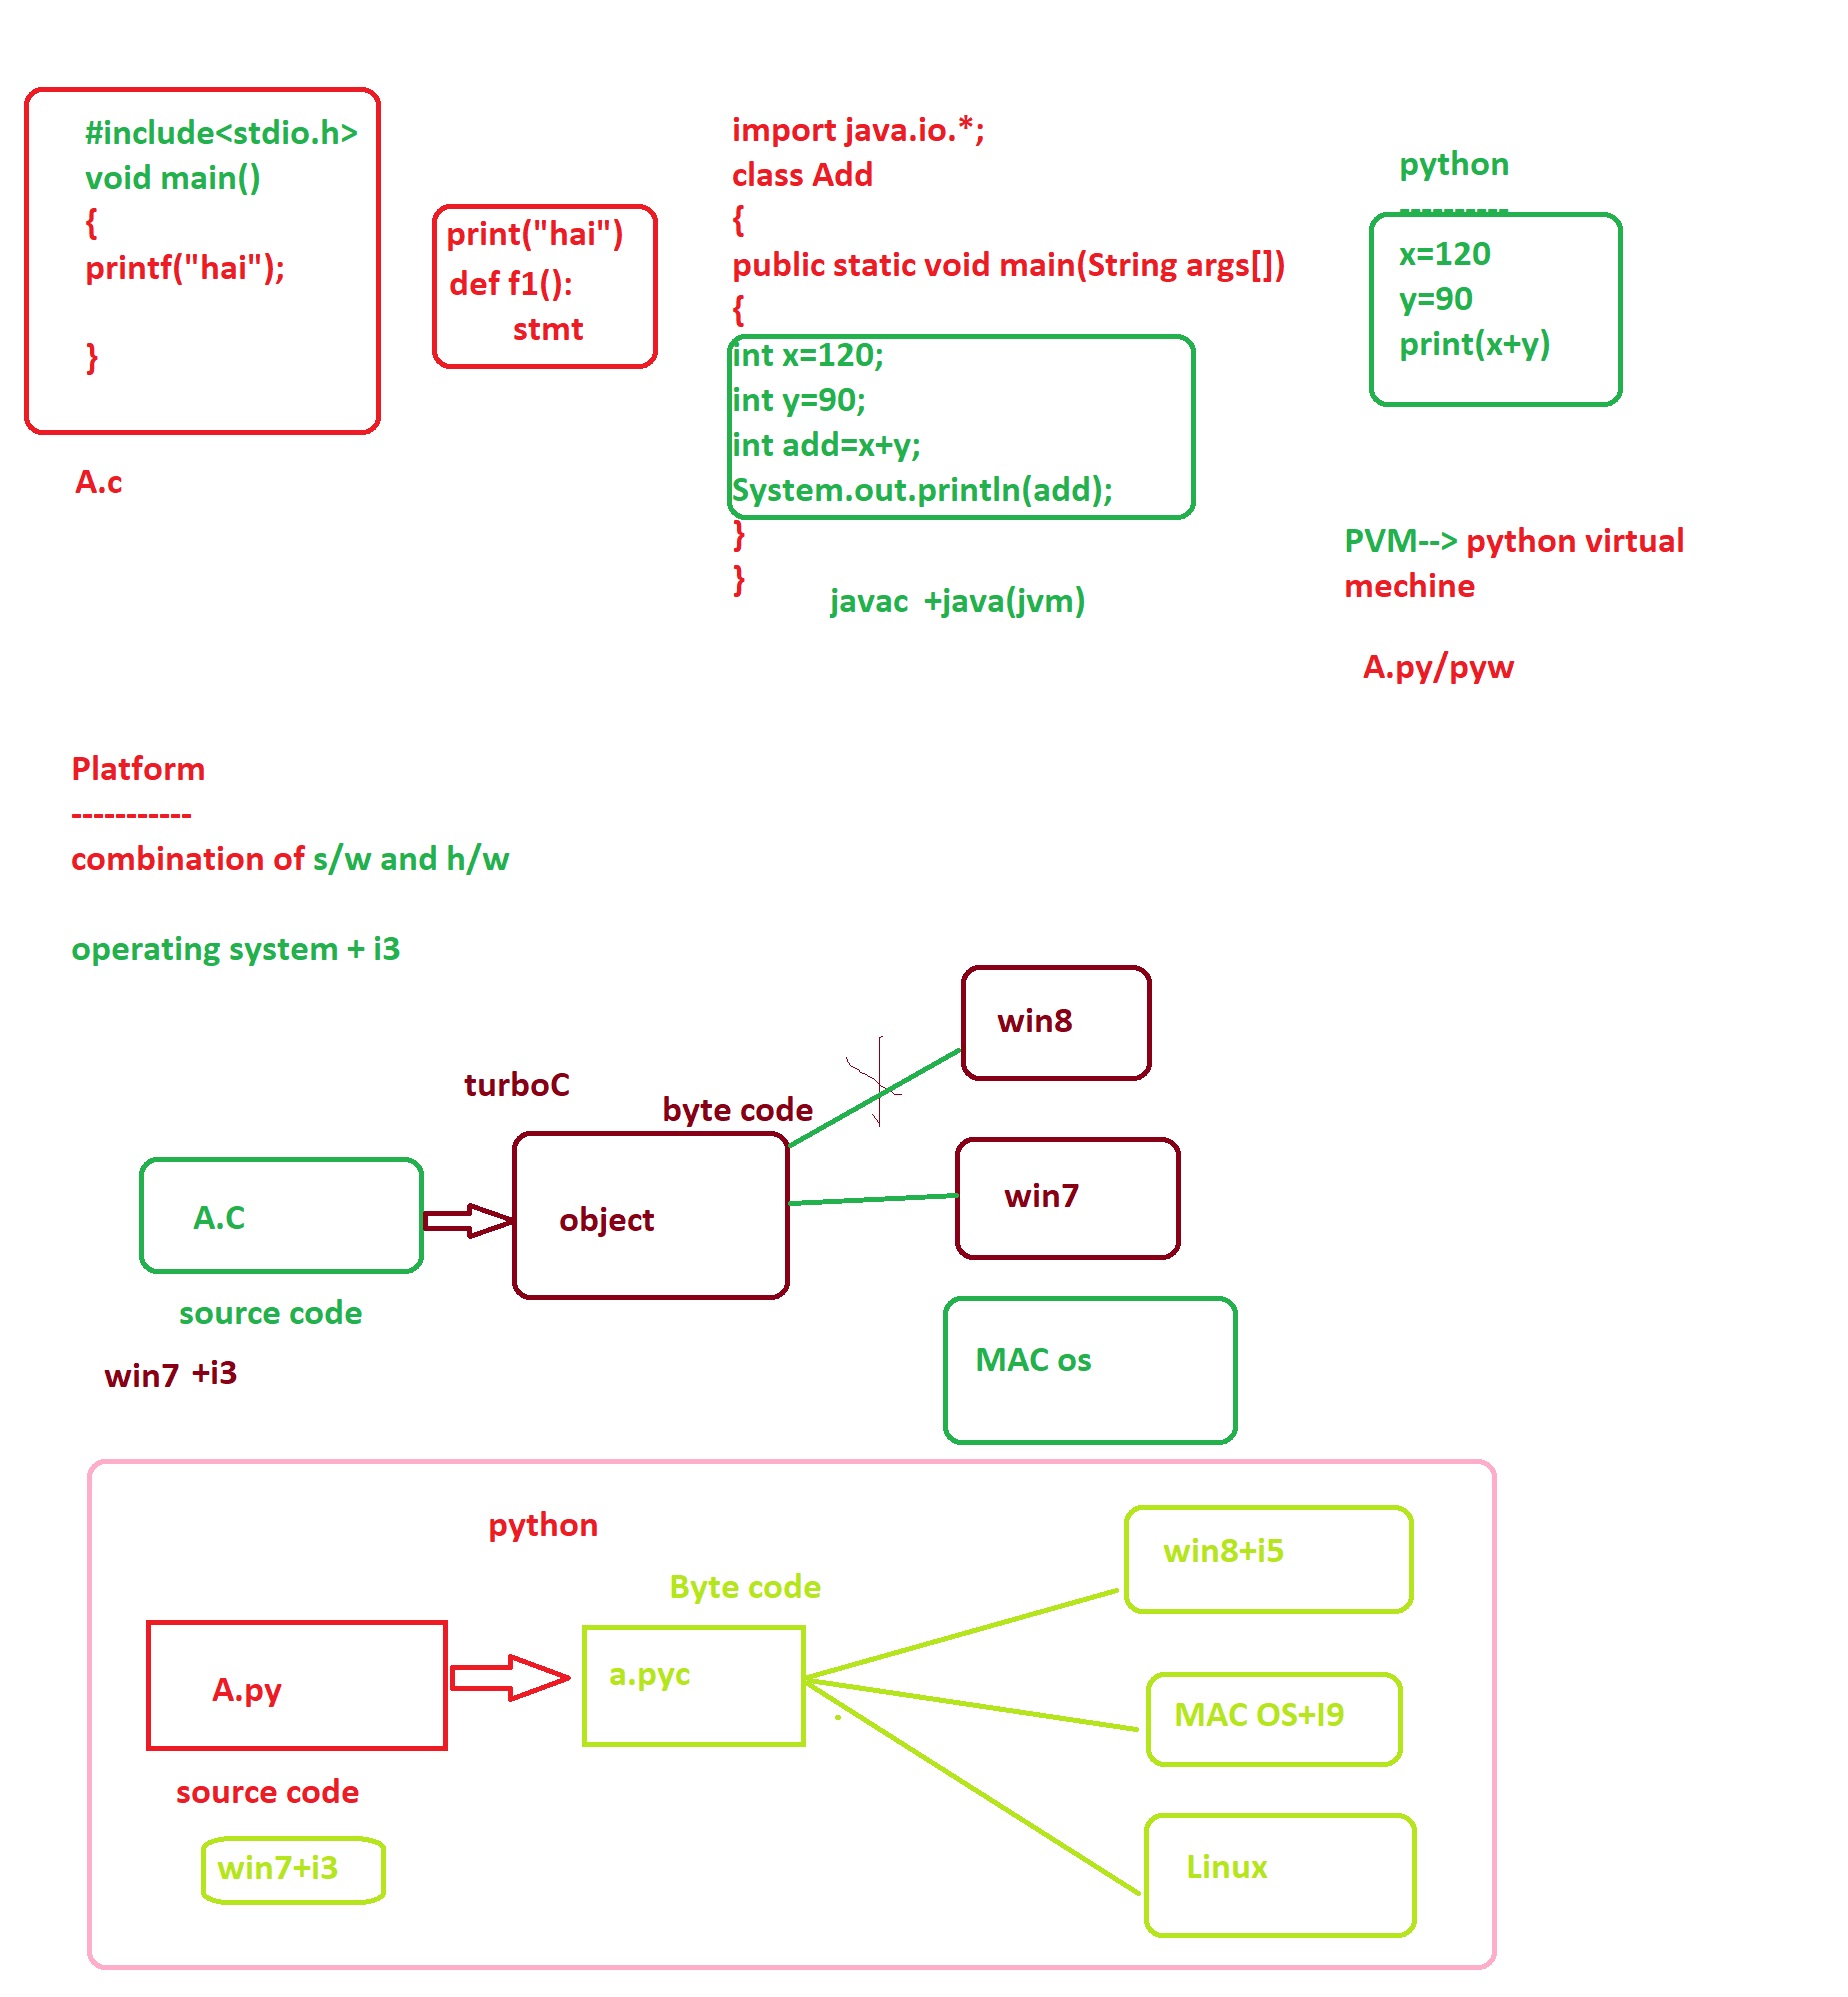 #include<stdio.h>
void main()
{
printf("hai");
}
A.c
print("hai")
def f1():
stmt
import java.io.*;
class Add
{
public static void main(String args[])
{
int x=120;
int y=90;
int add=x+y;
System.out.println(add);
}
}
javac +java(jvm)
python
----------
x=120
y=90
print(x+y)
PVM--> python virtual
mechine
A.py/pyw
Platform
-----------
combination of s/w and h/w
operating system + i3
turboC
byte code
win8
A.C
object
win7
source code
win7 +i3
MAC os
python
Byte code
win8+i5
A.py
a.pyc
MAC OS+I9
source code
win7+i3
Linux